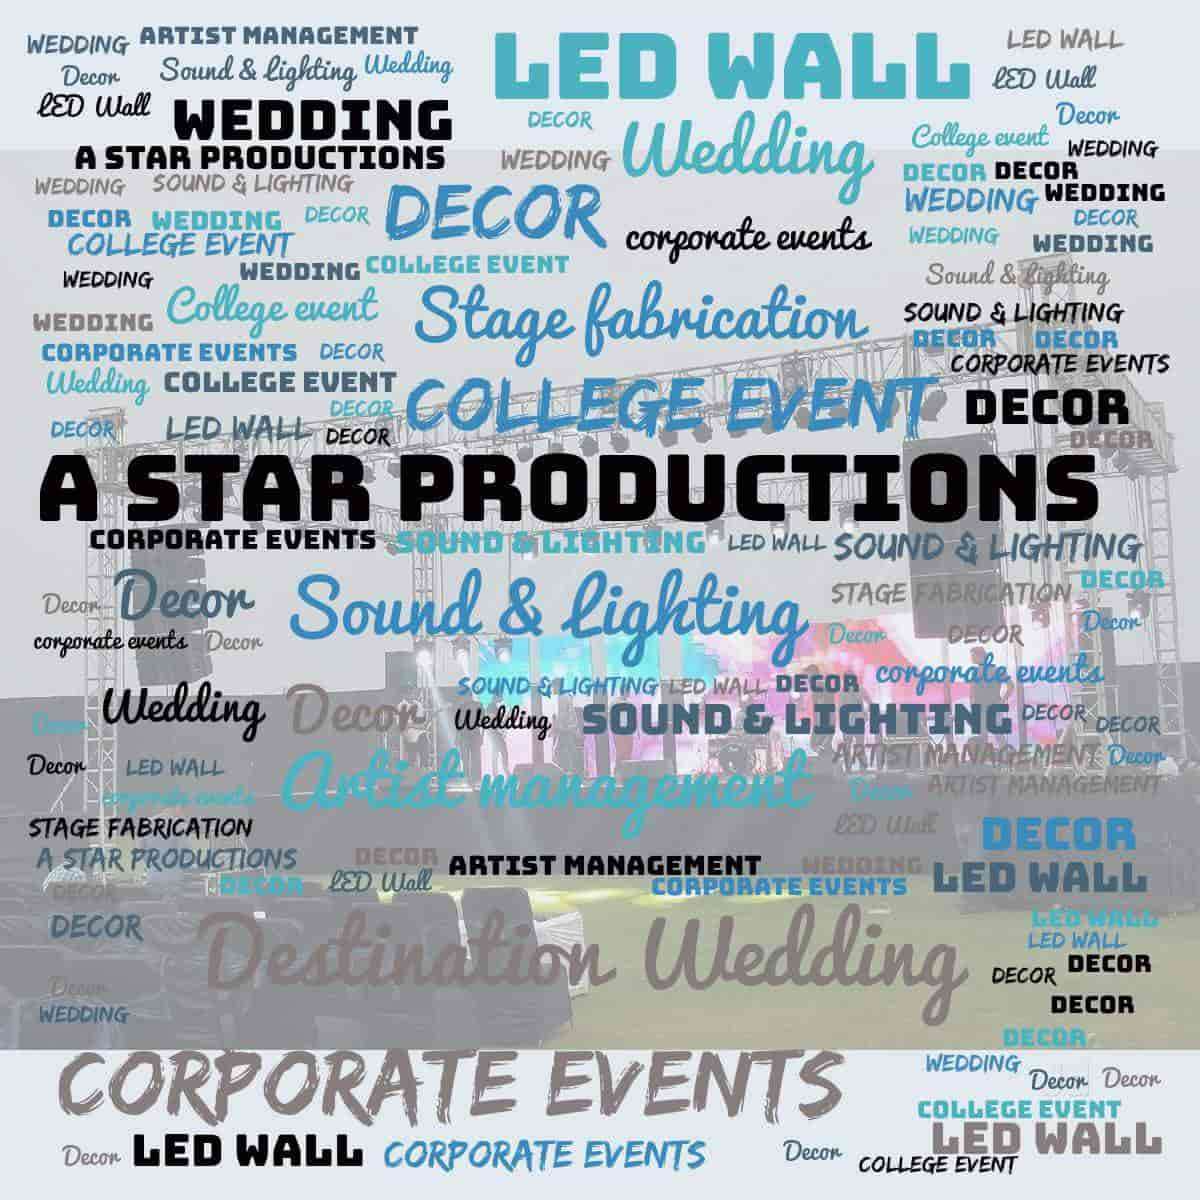 WEDDING ARTIST MANAGEMENT LED WALL LED WALL
Decor Sound & Lighting Wedding LED Wall
LED Wall WEDDING DECOR Wedding Decor
A STAR PRODUCTIONS WEDDING College event WEDDING
WEDDING SOUND & LIGHTING DECOR DECOR DECOR
DECOR WEDDING DECOR WEDDING WEDDING
COLLEGE EVENT corporate events WEDDING DECOR WEDDING
WEDDING WEDDING COLLEGE EVENT Sound & Lighting
College event Stage fabrication SOUND & LIGHTING
WEDDING DECOR DECOR
CORPORATE EVENTS DECOR CORPORATE EVENTS
Wedding COLLEGE EVENT COLLEGE EVENT DECOR
DECOR
DECOR LED WALL DECOR DECOR
A STAR PRODUCTIONS
CORPORATE EVENTS SOUND & LIGHTING LED WALL SOUND & LIGHTING
Decor Decor Sound & Lighting STAGE FABRICATION DECOR
corporate events Decor Decor DECOR Decor
SOUND & LIGHTING LED WALL DECOR corporate events
Decor Wedding Decor Wedding SOUND & LIGHTING DECOR DECOR
Decor LED WALL Artist management ARTIST MANAGEMENT Decor
corporate events Decor ARTIST MANAGEMENT
STAGE FABRICATION LED Wall DECOR
A STAR PRODUCTIONS DECOR ARTIST MANAGEMENT WEDDING
DECOR DECOR LED Wall CORPORATE EVENTS LED WALL
DECOR Destination Wedding LED WALL
LED WALL
DECOR DECOR
Decor DECOR
WEDDING
DECOR
CORPORATE EVENTS WEDDING Decor Decor
COLLEGE EVENT
Decor LED WALL CORPORATE EVENTS Decor LED WALL
COLLEGE EVENT